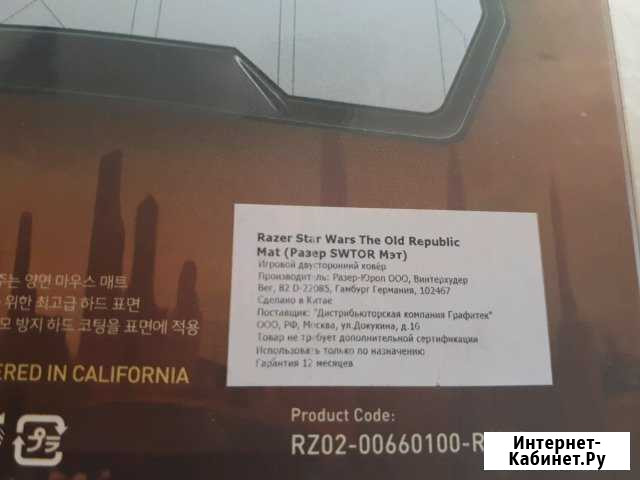 Razer Star Wars The Old Republic
Mat (Разер SWTOR Мэт)
Игровой двусторонний ковёр
Производитель: Разер-Юроп ООО, Винтерхудер
Вег, 82 D-22085, Гамбург Германия, 102467
Сделано в Китае
Поставщик: "Дистрибьюторская компания Графитек"
ООО, РФ, Москва, ул.Докукина, д.16
Товар не требует дополнительной сертификации
Использовать только по назначению
Гарантия 12 месяцев
주는 양면 마우스 매트
위한 최고급 하드 표면
모 방지 하드 코팅을 표면에 적용
ERED IN CALIFORNIA
プラ
Product Code:
RZ02-00660100-R
Интернет-
Кабинет.Ру